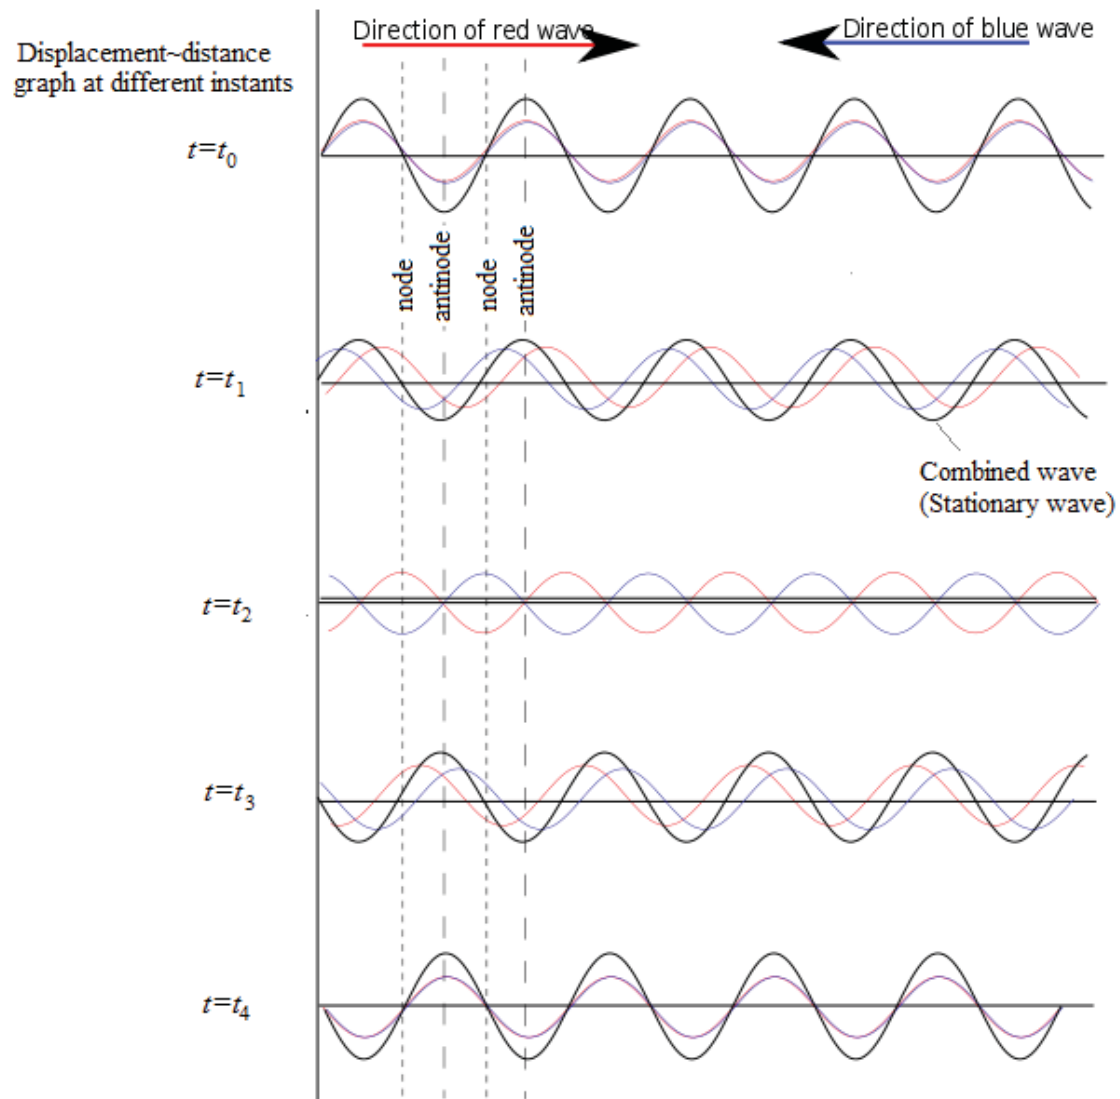 Direction of red wave
Direction of blue wave
Displacement~distance
graph at different instants
t=t0
node
antinode
node
antinode
t=t1
Combined wave
(Stationary wave)
t=t2
t=t3
t=t4